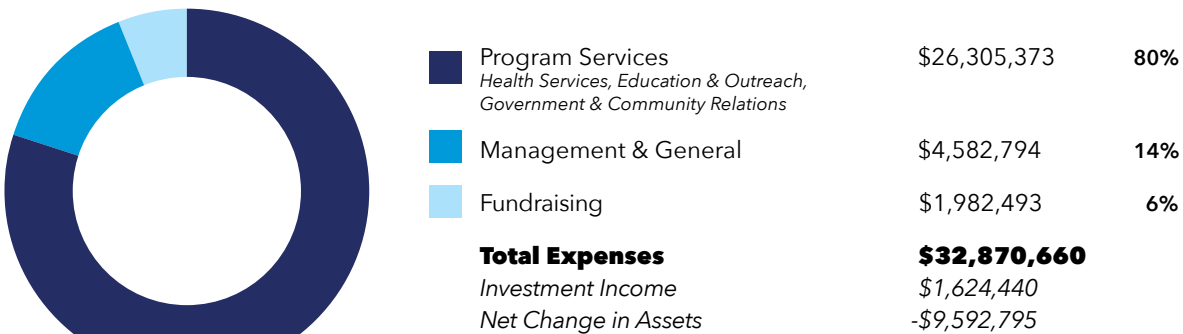 Program Services $26,305,373 80%
Health Services, Education & Outreach,
Government & Community Relations
Management & General $4,582,794 14%
Fundraising $1,982,493 6%
Total Expenses $32,870,660
Investment Income $1,624,440
Net Change in Assets -$9,592,795